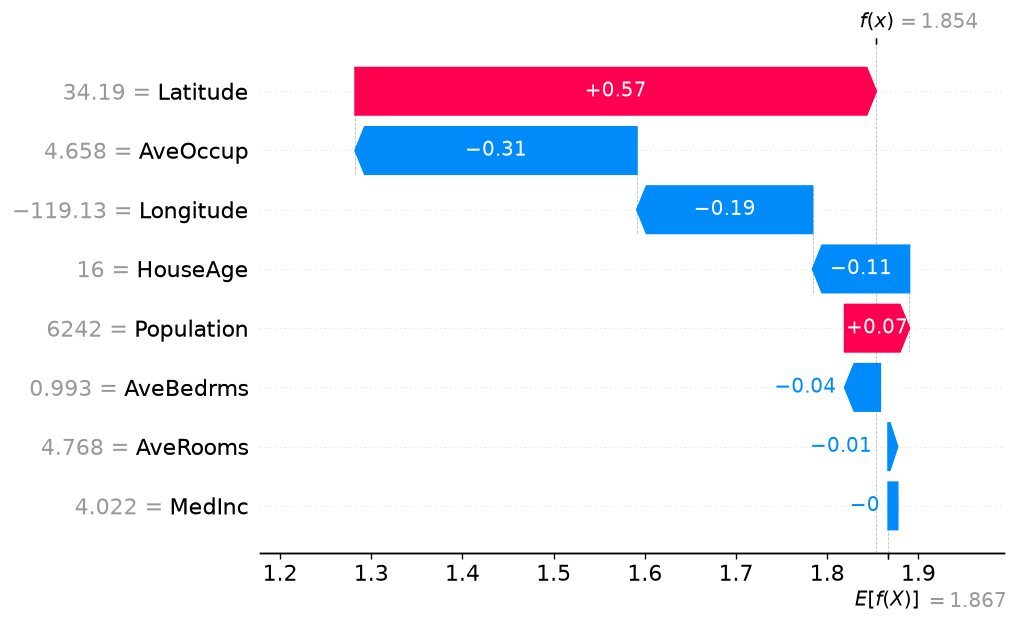 f(x) = 1.854
34.19 = Latitude
+0.57
4.658 = AveOccup
−0.31
−119.13 = Longitude
−0.19
16 = HouseAge
−0.11
6242 = Population
+0.07
0.993 = AveBedrms
−0.04
4.768 = AveRooms
−0.01
4.022 = MedInc
−0
1.2 1.3 1.4 1.5 1.6 1.7 1.8 1.9
E[f(X)] = 1.867